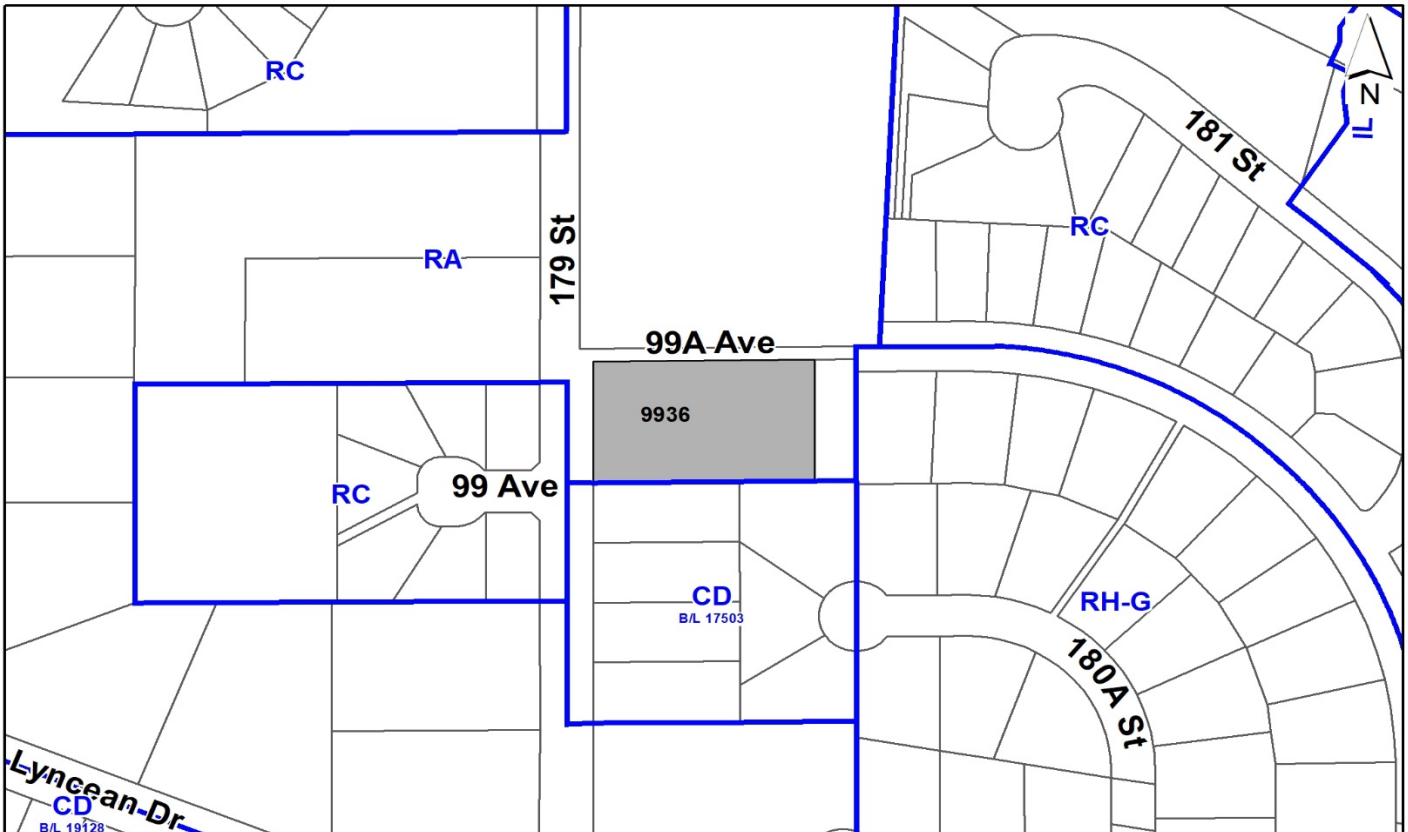 RC
N
IL
181 St
RC
179 St
RA
99A Ave
9936
99 Ave
RC
CD
B/L 17503
RH-G
180A St
Lyncean Dr
CD
B/L 19128